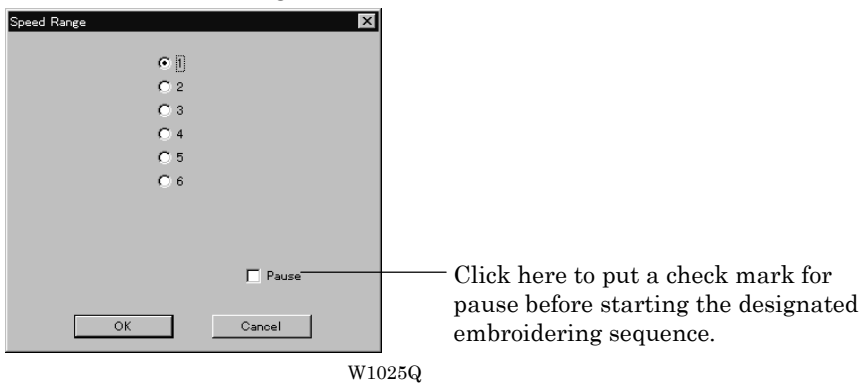 Speed Range
1
2
3
4
5
6
Pause
Click here to put a check mark for
pause before starting the designated
embroidering sequence.
OK
Cancel
W1025Q